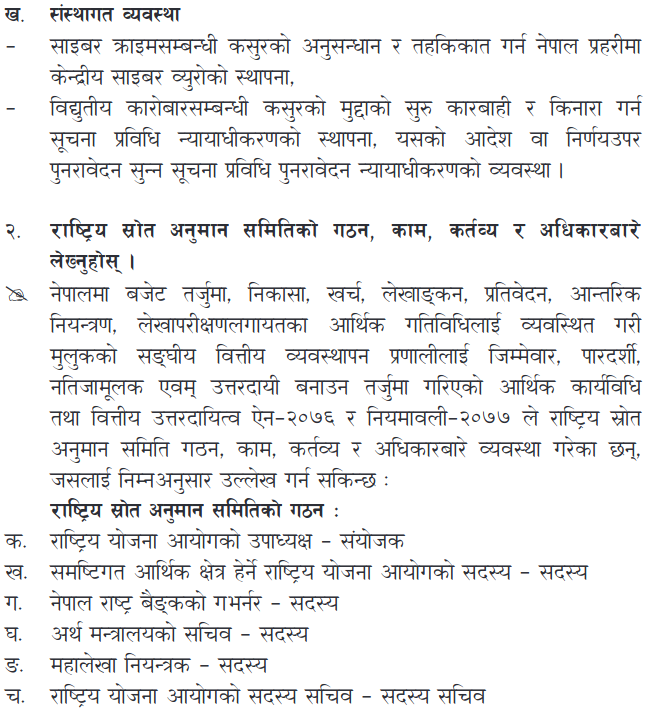 ख. संस्थागत व्यवस्था
– साइबर क्राइमसम्बन्धी कसुरको अनुसन्धान र तहकिकात गर्न नेपाल प्रहरीमा
केन्द्रीय साइबर व्युरोको स्थापना,
– विद्युतीय कारोबारसम्बन्धी कसुरको मुद्दाको सुरु कारबाही र किनारा गर्न
सूचना प्रविधि न्यायाधीकरणको स्थापना, यसको आदेश वा निर्णयउपर
पुनरावेदन सुन्न सूचना प्रविधि पुनरावेदन न्यायाधीकरणको व्यवस्था ।
२. राष्ट्रिय स्रोत अनुमान समितिको गठन, काम, कर्तव्य र अधिकारबारे
लेख्नुहोस् ।
नेपालमा बजेट तर्जुमा, निकासा, खर्च, लेखाङ्कन, प्रतिवेदन, आन्तरिक
नियन्त्रण, लेखापरीक्षणलगायतका आर्थिक गतिविधिलाई व्यवस्थित गरी
मुलुकको सङ्घीय वित्तीय व्यवस्थापन प्रणालीलाई जिम्मेवार, पारदर्शी,
नतिजामूलक एवम् उत्तरदायी बनाउन तर्जुमा गरिएको आर्थिक कार्यविधि
तथा वित्तीय उत्तरदायित्व ऐन–२०७६ र नियमावली–२०७७ ले राष्ट्रिय स्रोत
अनुमान समिति गठन, काम, कर्तव्य र अधिकारबारे व्यवस्था गरेका छन्,
जसलाई निम्नअनुसार उल्लेख गर्न सकिन्छ :
राष्ट्रिय स्रोत अनुमान समितिको गठन :
क. राष्ट्रिय योजना आयोगको उपाध्यक्ष – संयोजक
ख. समष्टिगत आर्थिक क्षेत्र हेर्ने राष्ट्रिय योजना आयोगको सदस्य – सदस्य
ग. नेपाल राष्ट्र बैङ्कको गभर्नर – सदस्य
घ. अर्थ मन्त्रालयको सचिव – सदस्य
ङ. महालेखा नियन्त्रक – सदस्य
च. राष्ट्रिय योजना आयोगको सदस्य सचिव – सदस्य सचिव